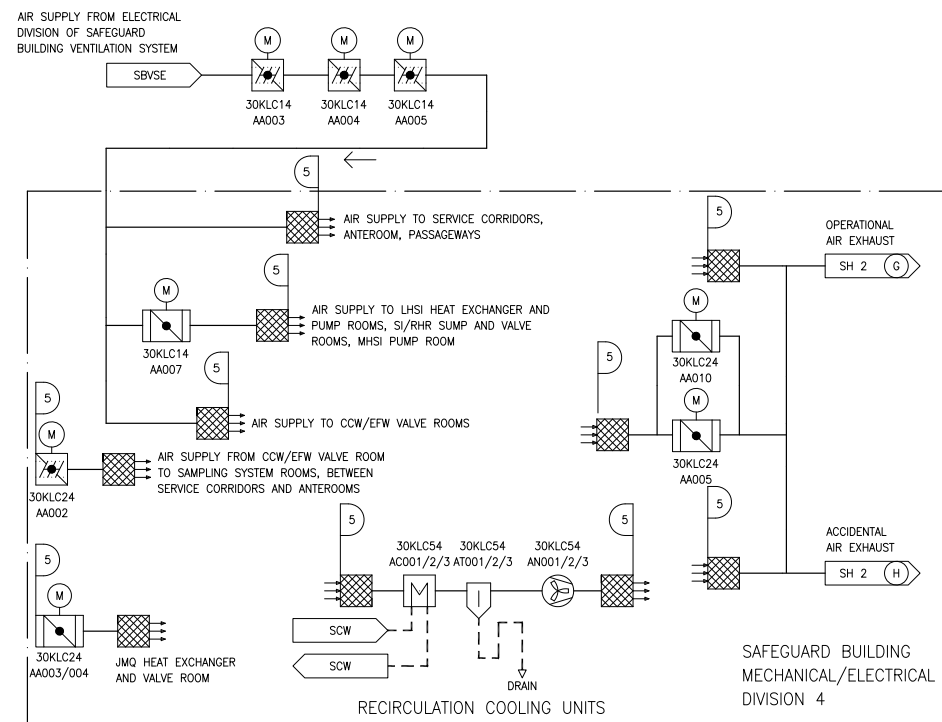 AIR SUPPLY FROM ELECTRICAL
DIVISION OF SAFEGUARD
BUILDING VENTILATION SYSTEM
SBVSE
M
M
M
30KLC14
AA003
30KLC14
AA004
30KLC14
AA005
5
AIR SUPPLY TO SERVICE CORRIDORS,
ANTEROOM, PASSAGEWAYS
5
M
30KLC14
AA007
AIR SUPPLY TO LHSI HEAT EXCHANGER AND
PUMP ROOMS, SI/RHR SUMP AND VALVE
ROOMS, MHSI PUMP ROOM
5
AIR SUPPLY TO CCW/EFW VALVE ROOMS
5
M
30KLC24
AA002
AIR SUPPLY FROM CCW/EFW VALVE ROOM
TO SAMPLING SYSTEM ROOMS, BETWEEN
SERVICE CORRIDORS AND ANTEROOMS
5
M
30KLC24
AA003/004
JMQ HEAT EXCHANGER
AND VALVE ROOM
5
30KLC54
AC001/2/3
30KLC54
AT001/2/3
30KLC54
AN001/2/3
5
SCW
SCW
DRAIN
RECIRCULATION COOLING UNITS
5
OPERATIONAL
AIR EXHAUST
SH 2
G
M
30KLC24
AA010
5
M
30KLC24
AA005
5
ACCIDENTAL
AIR EXHAUST
SH 2
H
SAFEGUARD BUILDING
MECHANICAL/ELECTRICAL
DIVISION 4